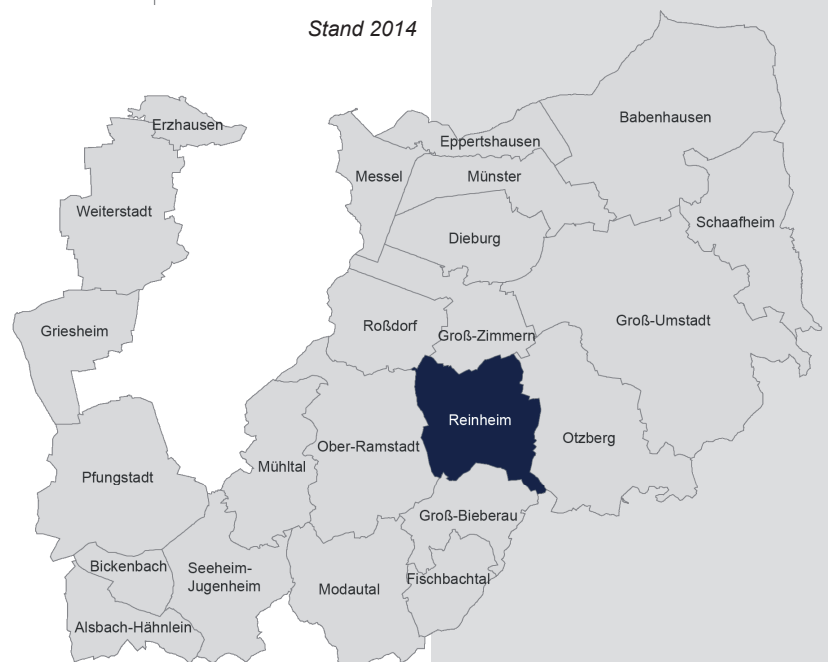 Stand 2014
Babenhausen
Erzhausen
Eppertshausen
Messel
Münster
Weiterstadt
Schaafheim
Dieburg
Groß-Umstadt
Roßdorf
Griesheim
Groß-Zimmern
Reinheim
Otzberg
Ober-Ramstadt
Mühltal
Pfungstadt
Groß-Bieberau
Bickenbach
Seeheim-
Jugenheim
Fischbachtal
Modautal
Alsbach-Hähnlein